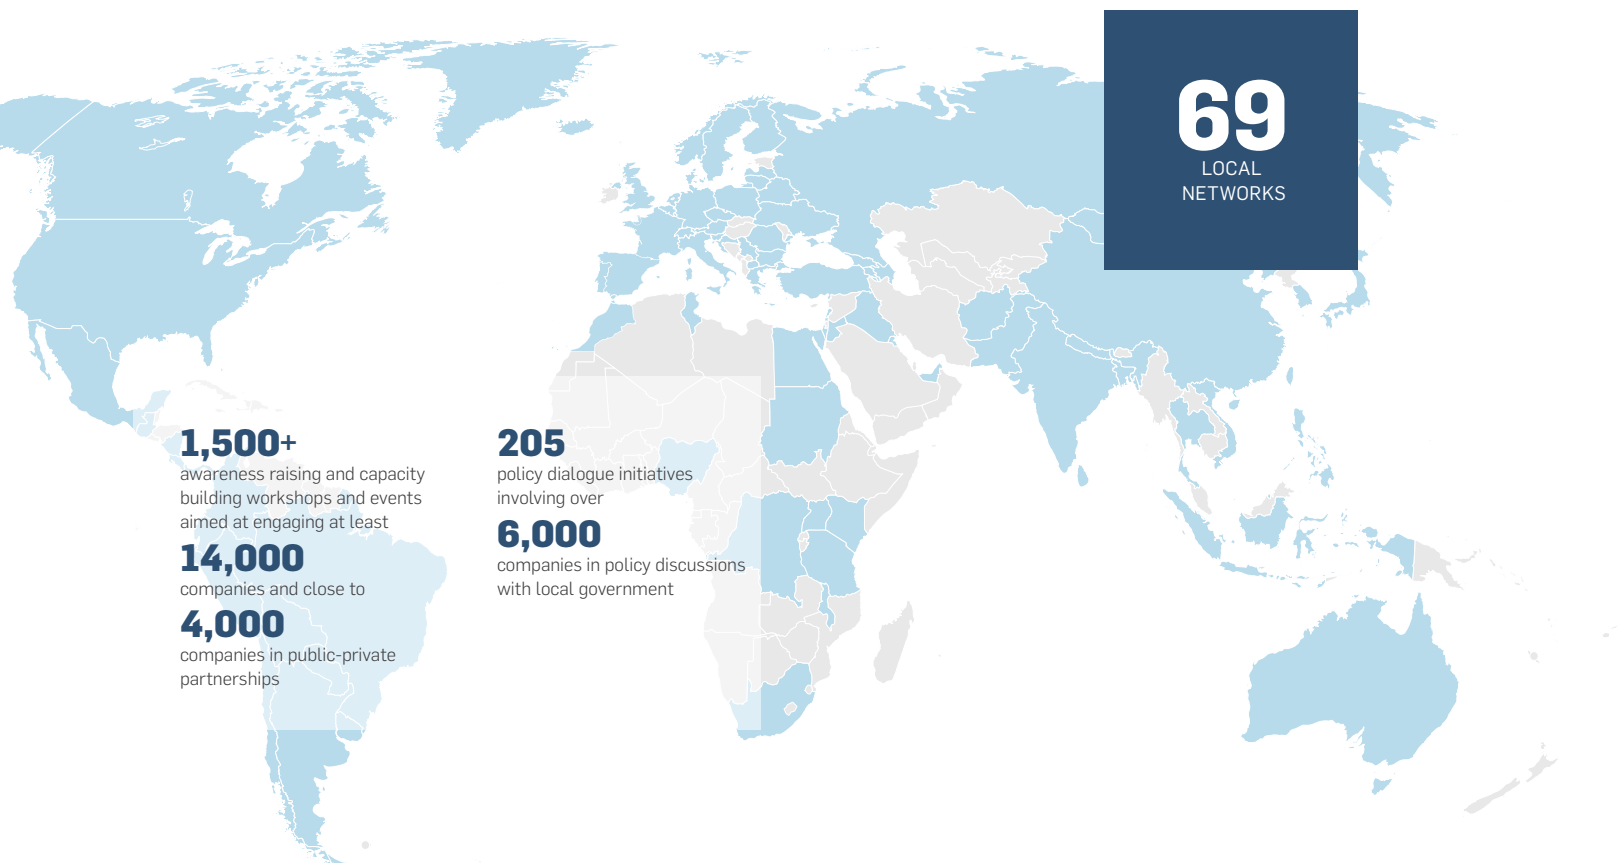 69
LOCAL
NETWORKS
1,500+
awareness raising and capacity
building workshops and events
aimed at engaging at least
14,000
companies and close to
4,000
companies in public-private
partnerships
205
policy dialogue initiatives
involving over
6,000
companies in policy discussions
with local government